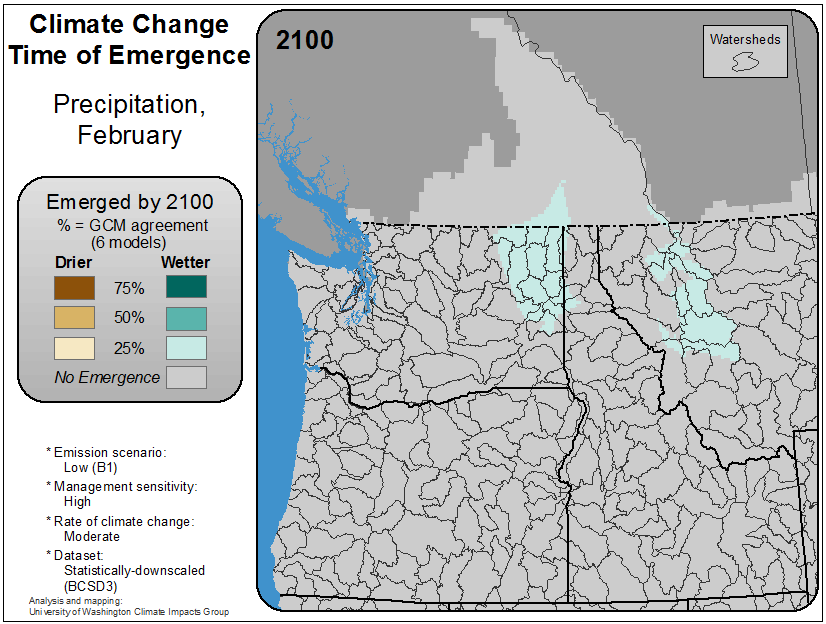 Climate Change
Time of Emergence
Precipitation,
February
Emerged by 2100
% = GCM agreement
(6 models)
Drier Wetter
75%
50%
25%
No Emergence
* Emission scenario:
Low (B1)
* Management sensitivity:
High
* Rate of climate change:
Moderate
* Dataset:
Statistically-downscaled
(BCSD3)
Analysis and mapping:
University of Washington Climate Impacts Group
2100
Watersheds